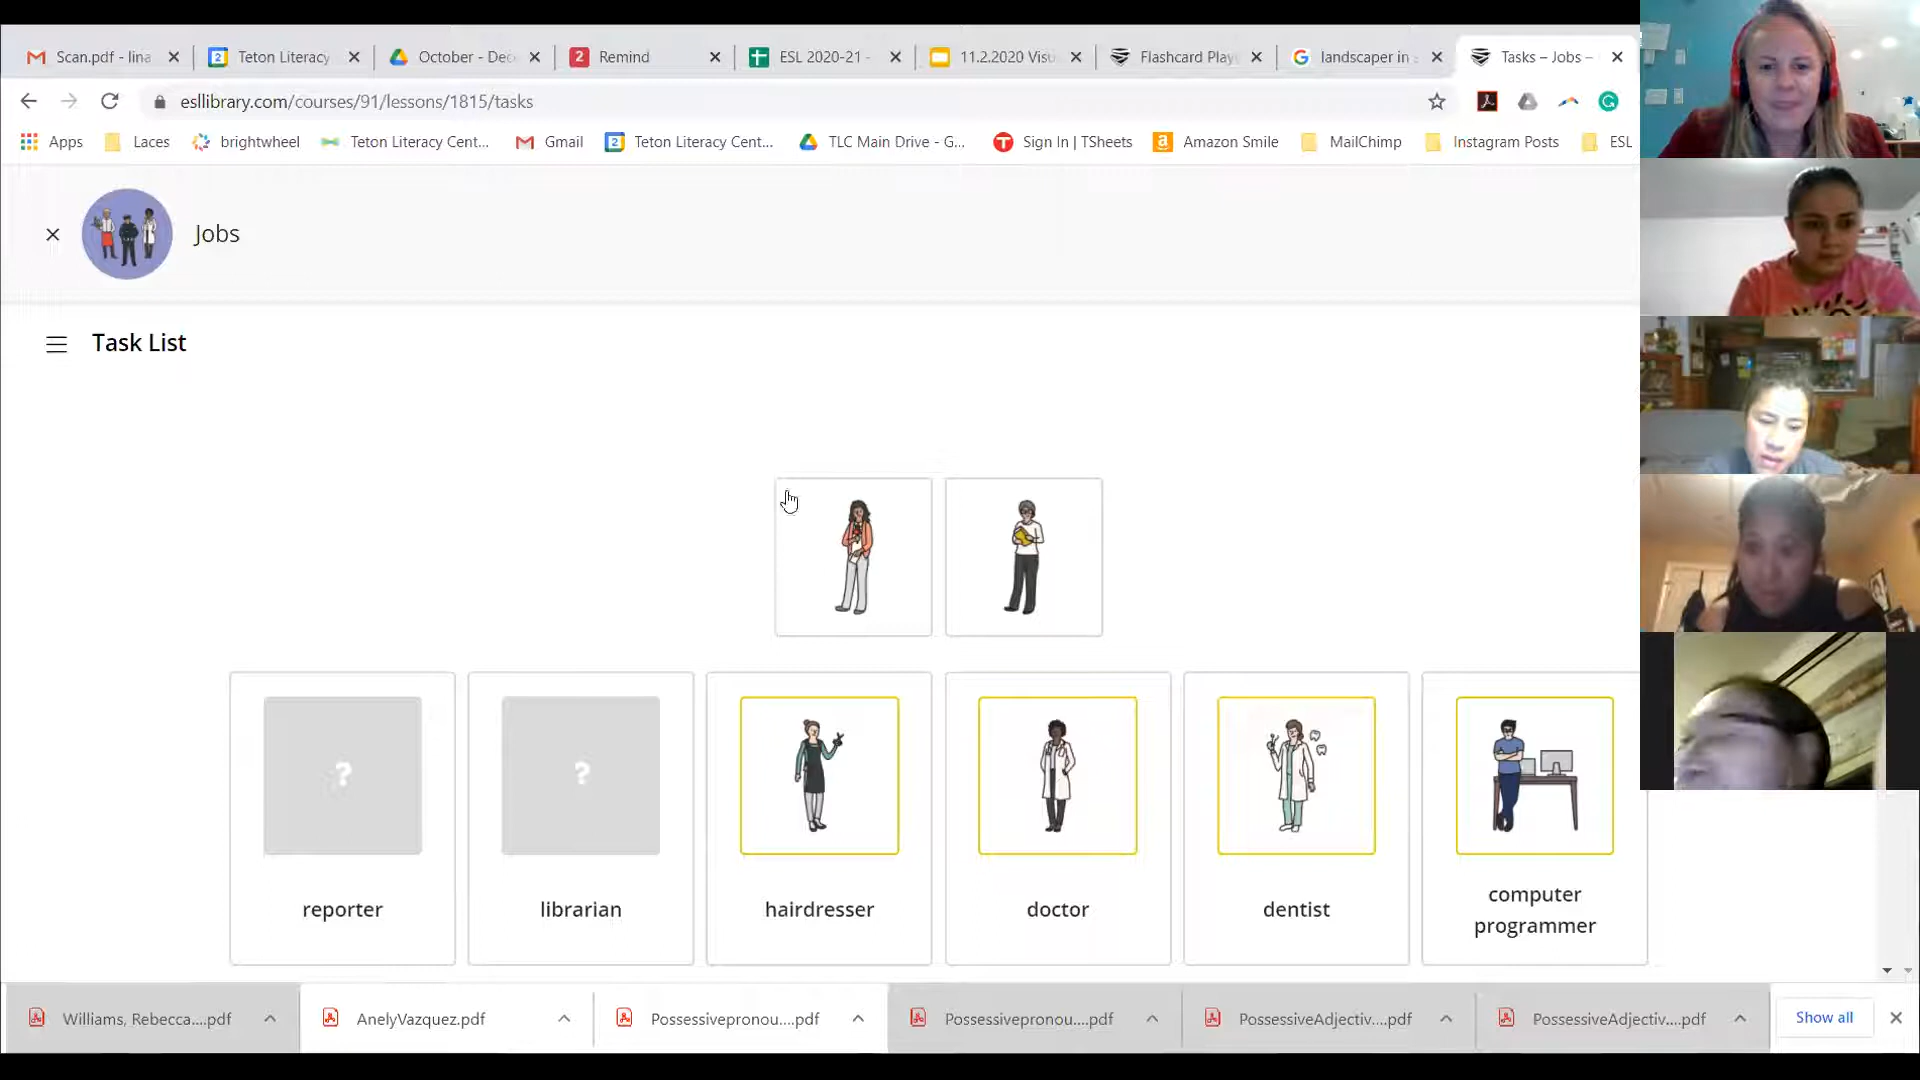 Scan.pdf - lina
Teton Literacy
October - Dec
2 Remind
ESL 2020-21 -
11.2.2020 Visu
Flashcard Play
landscaper in s
Tasks – Jobs –
esllibrary.com/courses/91/lessons/1815/tasks
Apps
Laces
brightwheel
Teton Literacy Cent...
Gmail
Teton Literacy Cent...
TLC Main Drive - G...
Sign In | TSheets
Amazon Smile
MailChimp
Instagram Posts
ESL
Jobs
Task List
?
?
reporter
librarian
hairdresser
doctor
dentist
computer
programmer
Williams, Rebecca....pdf
AnelyVazquez.pdf
Possessivepronou....pdf
Possessivepronou....pdf
PossessiveAdjectiv....pdf
PossessiveAdjectiv....pdf
Show all